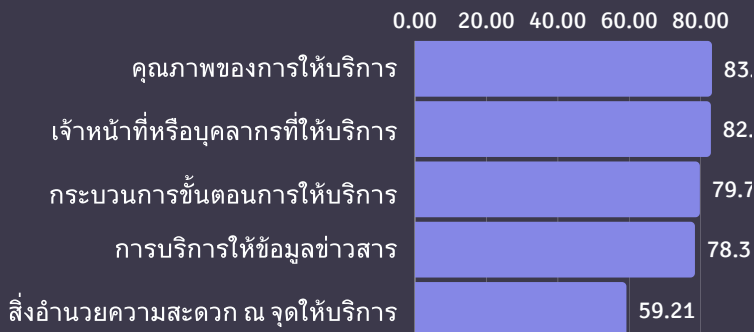 0.00 20.00 40.00 60.00 80.00
คุณภาพของการให้บริการ 83.
เจ้าหน้าที่หรือบุคลากรที่ให้บริการ 82.
กระบวนการขั้นตอนการให้บริการ 79.7
การบริการให้ข้อมูลข่าวสาร 78.3
สิ่งอำนวยความสะดวก ณ จุดให้บริการ 59.21